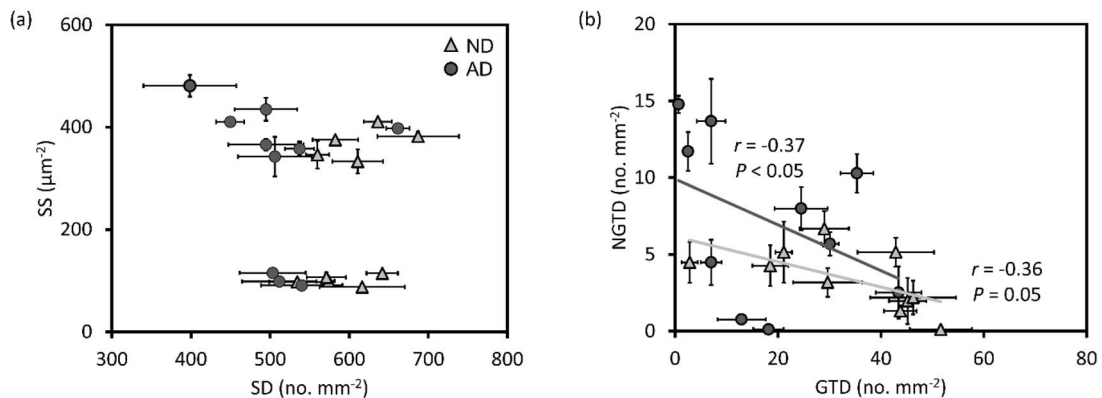 (a)
600
400
200
0
300 400 500 600 700 800
SS (µm⁻²)
SD (no. mm⁻²)
ND
AD
(b)
20
15
10
5
0
0 20 40 60 80
NGTD (no. mm⁻²)
GTD (no. mm⁻²)
r = -0.37
P < 0.05
r = -0.36
P = 0.05